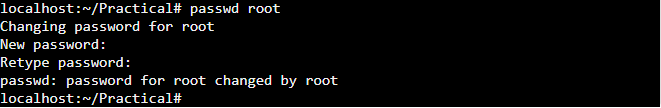 localhost:~/Practical# passwd root
Changing password for root
New password:
Retype password:
passwd: password for root changed by root
localhost:~/Practical#